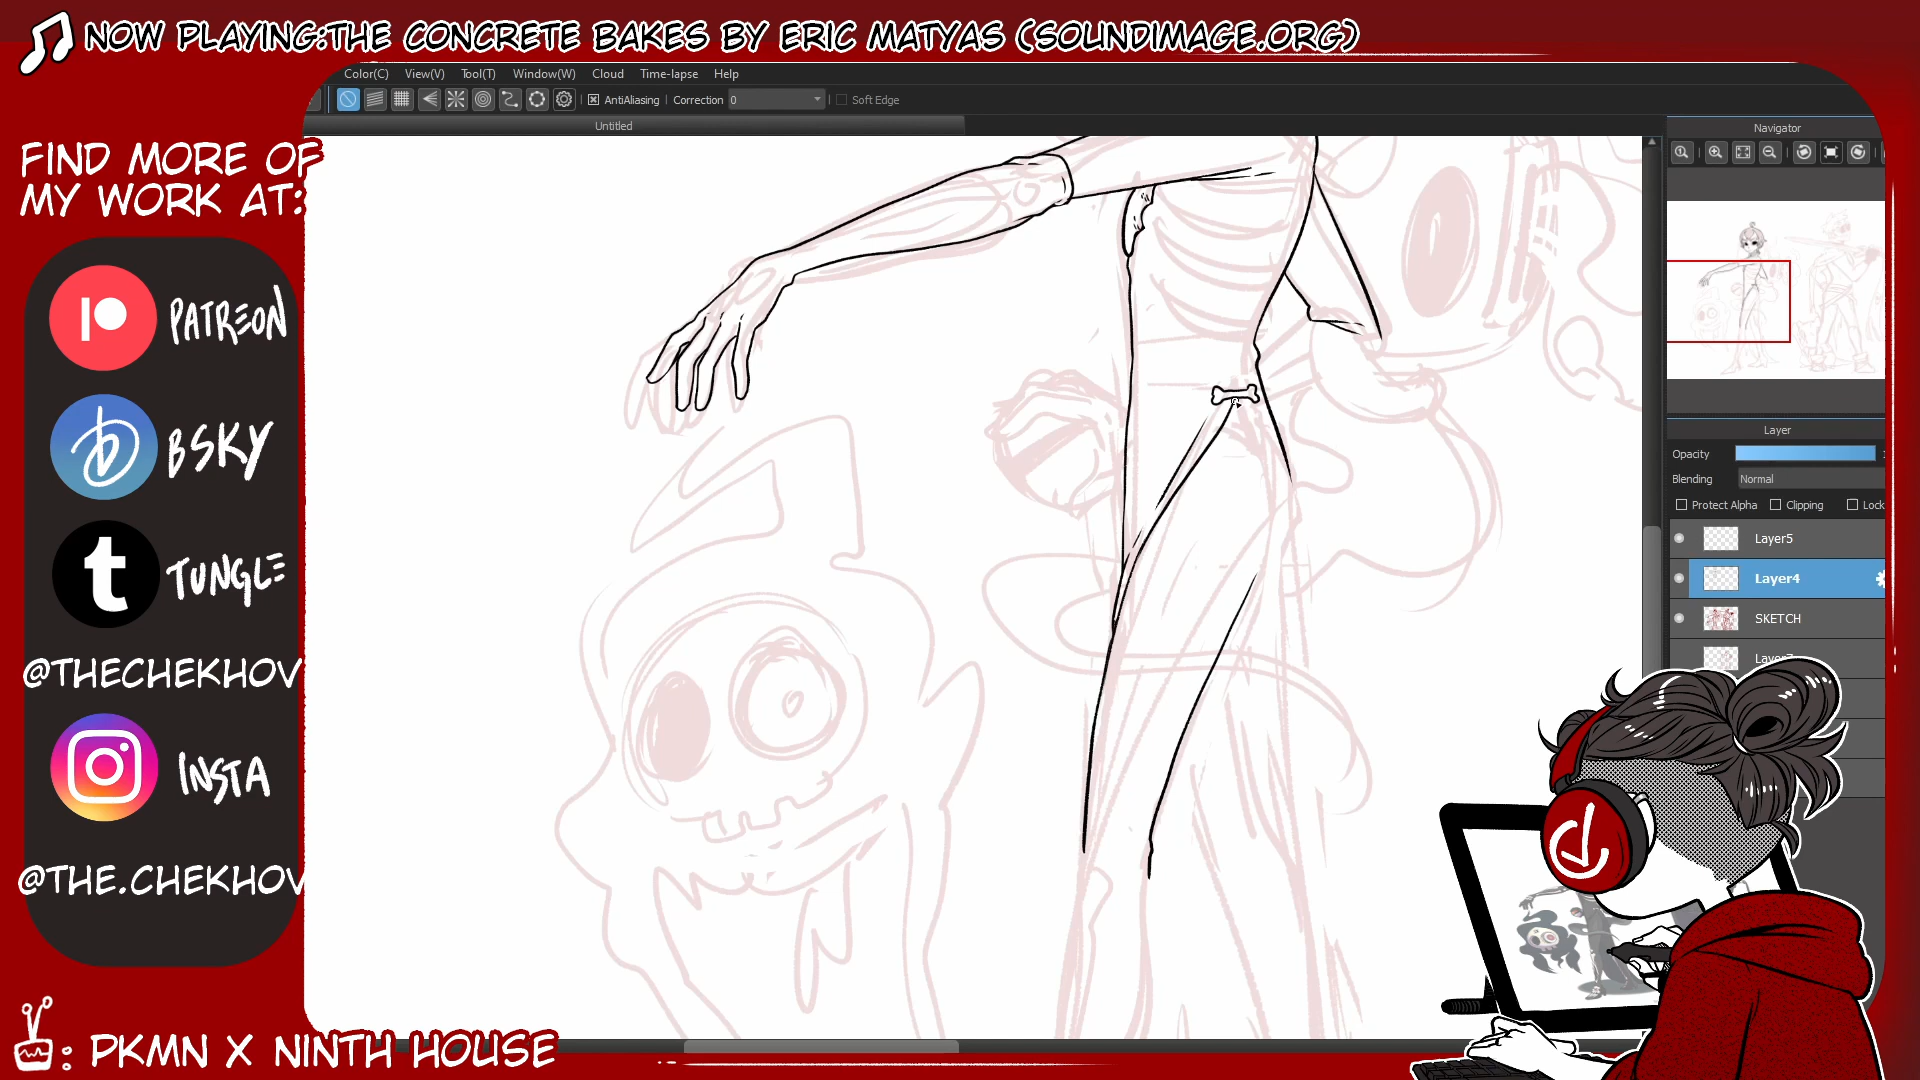 NOW PLAYING:THE CONCRETE BAKES BY ERIC MATYAS (SOUNDIMAGE.ORG)
Color(C) View(V) Tool(T) Window(W) Cloud Time-lapse Help
AntiAliasing Correction 0 Soft Edge
Untitled
Navigator
FIND MORE OF
MY WORK AT:
PATREON
BSKY
t TUNGLE
@THECHEKHOV
INSTA
@THE.CHEKHOV
Layer
Opacity 1
Blending Normal
Protect Alpha Clipping Lock
Layer5
Layer4
SKETCH
: PKMN X NINTH HOUSE